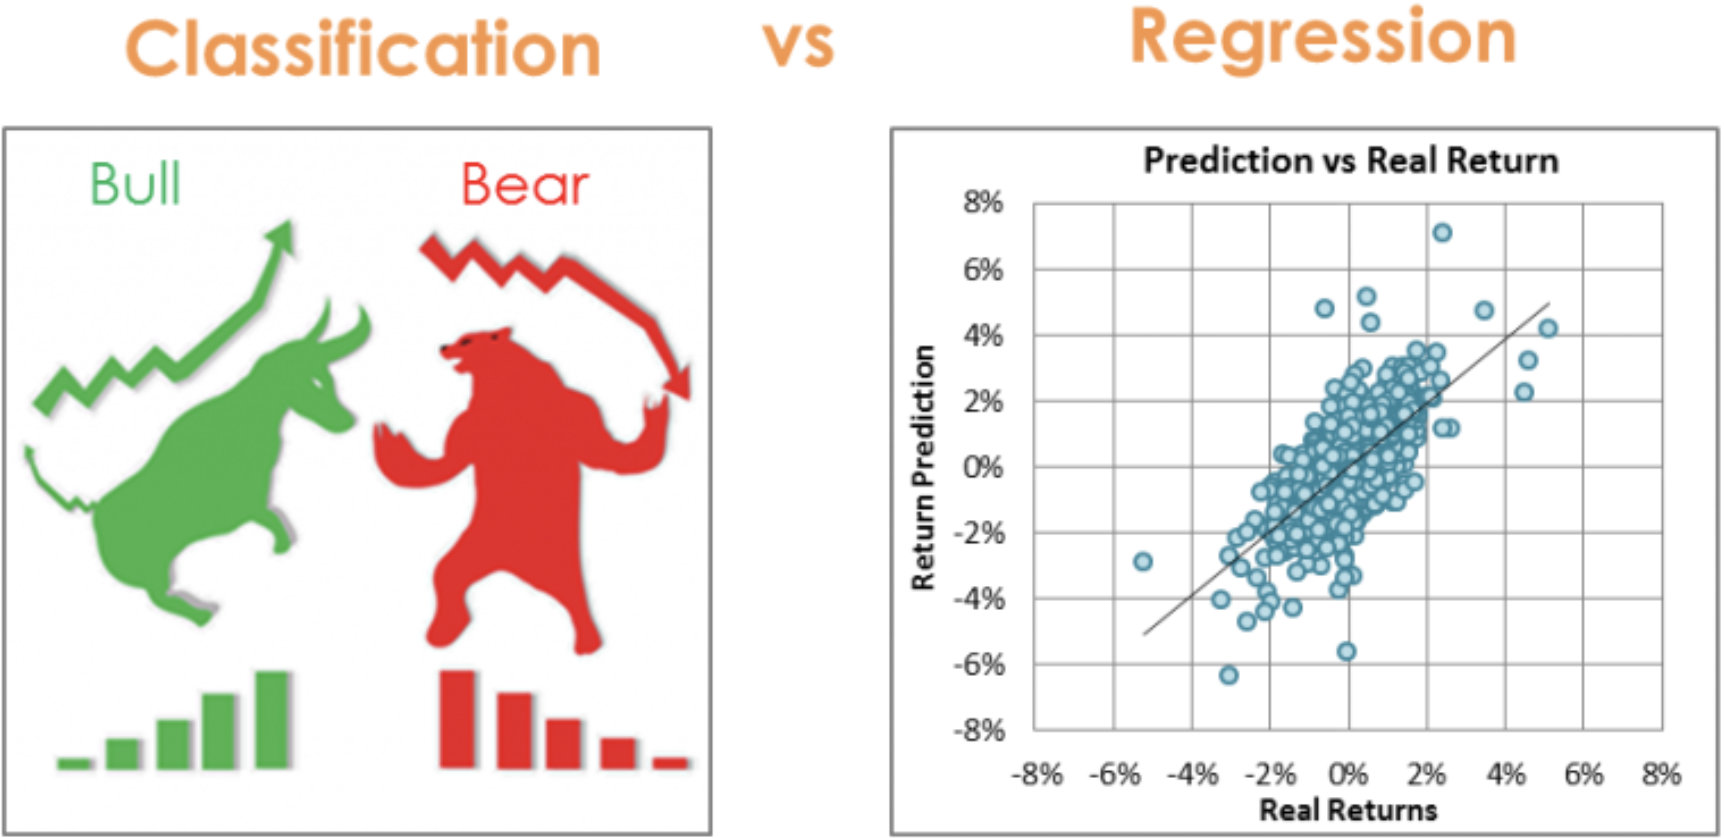 Classification vs Regression
Bull
Bear
Prediction vs Real Return
8%
6%
4%
2%
0%
-2%
-4%
-6%
-8%
Return Prediction
-8% -6% -4% -2% 0% 2% 4% 6% 8%
Real Returns